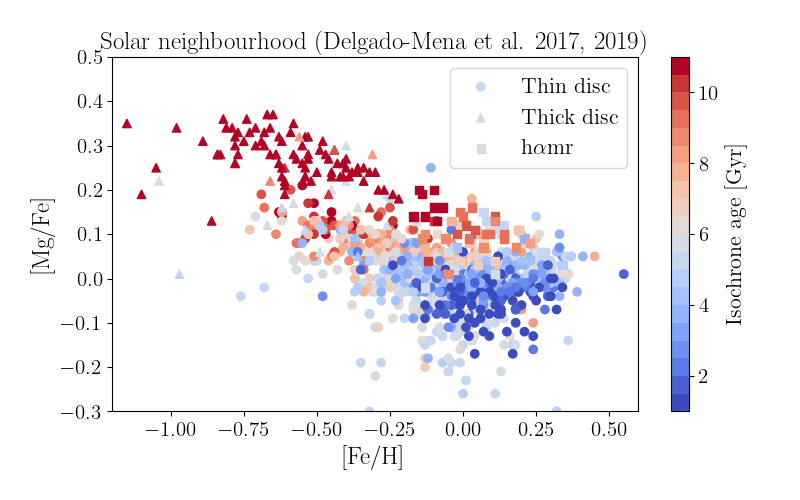 Solar neighbourhood (Delgado-Mena et al. 2017, 2019)
0.5
0.4
0.3
0.2
0.1
0.0
−0.1
−0.2
−0.3
[Mg/Fe]
Thin disc
Thick disc
hαmr
10
8
6
4
2
Isochrone age [Gyr]
−1.00 −0.75 −0.50 −0.25 0.00 0.25 0.50
[Fe/H]